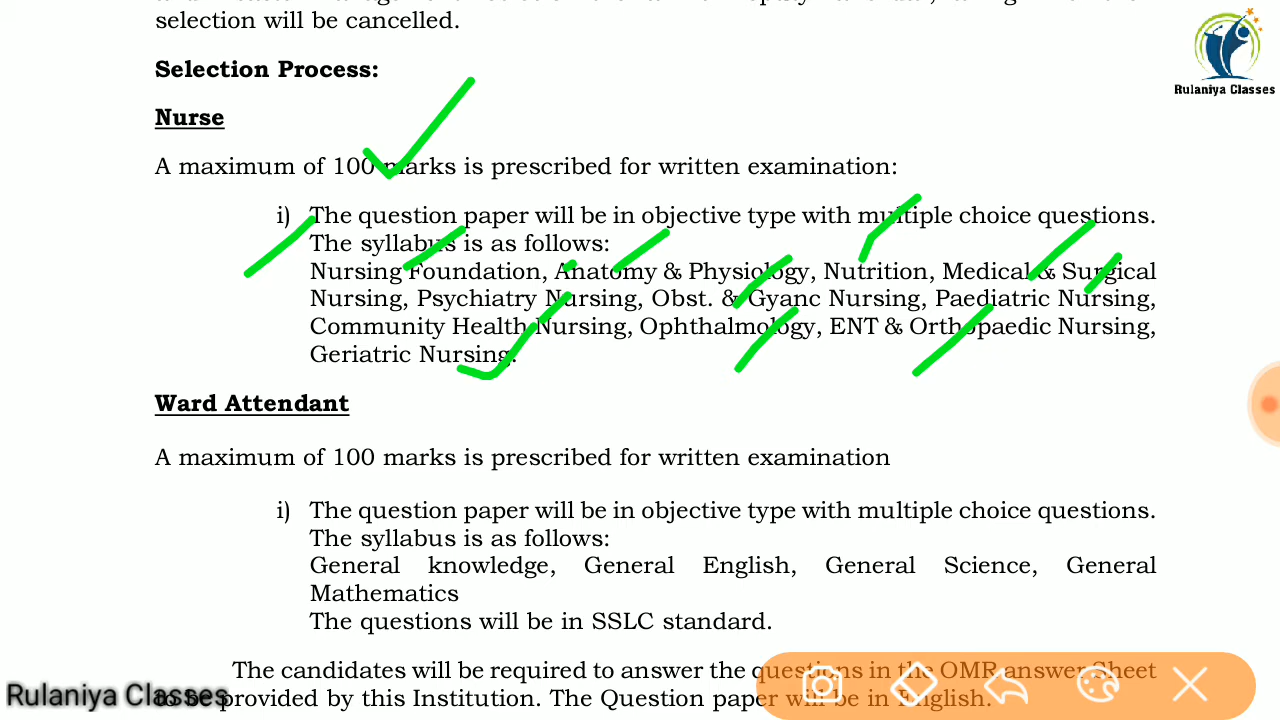 selection will be cancelled.
Rulaniya Classes
Selection Process:
Nurse
A maximum of 100 marks is prescribed for written examination:
i) The question paper will be in objective type with multiple choice questions.
The syllabus is as follows:
Nursing Foundation, Anatomy & Physiology, Nutrition, Medical & Surgical
Nursing, Psychiatry Nursing, Obst. & Gyanc Nursing, Paediatric Nursing,
Community Health Nursing, Ophthalmology, ENT & Orthopaedic Nursing,
Geriatric Nursing.
Ward Attendant
A maximum of 100 marks is prescribed for written examination
i) The question paper will be in objective type with multiple choice questions.
The syllabus is as follows:
General knowledge, General English, General Science, General
Mathematics
The questions will be in SSLC standard.
The candidates will be required to answer the questions in the OMR answer Sheet
to be provided by this Institution. The Question paper will be in English.
Rulaniya Classes